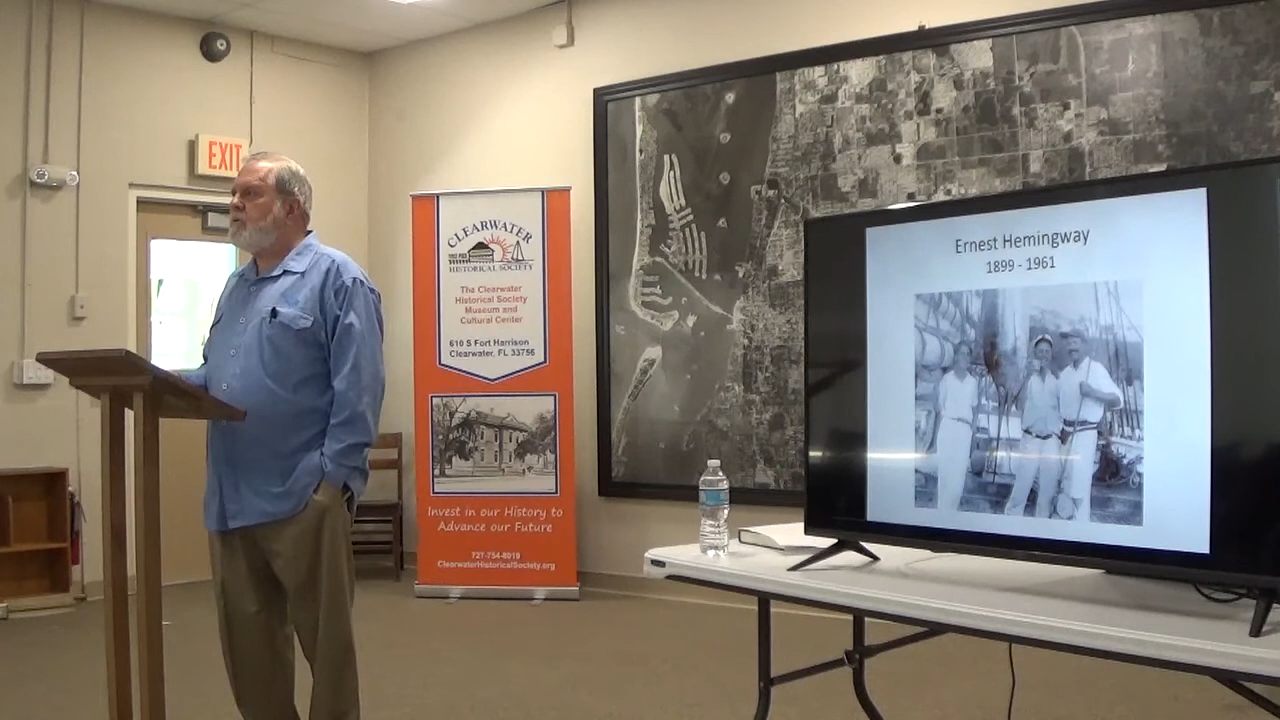 EXIT
CLEARWATER
HISTORICAL SOCIETY
The Clearwater
Historical Society
Museum and
Cultural Center
610 S Fort Harrison
Clearwater, FL 33756
Invest in our History to
Advance our Future
727-754-8019
ClearwaterHistoricalSociety.org
Ernest Hemingway
1899 - 1961